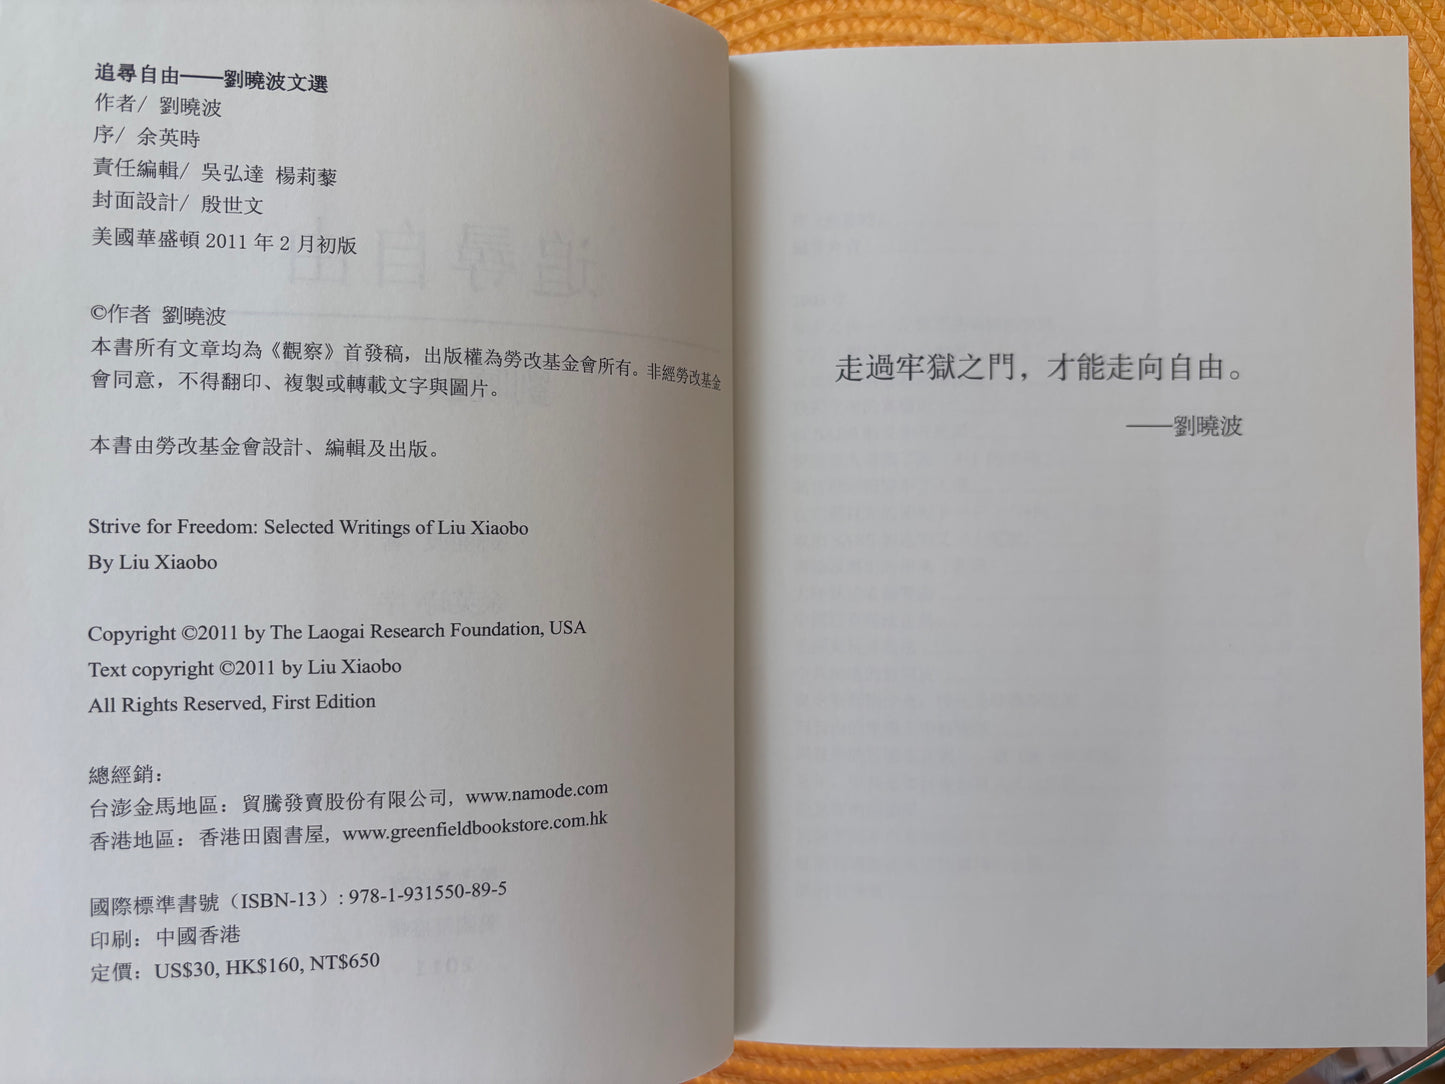 追尋自由——劉曉波文選
作者/ 劉曉波
序/ 余英時
責任編輯/ 吳弘達 楊莉藜
封面設計/ 殷世文
美國華盛頓 2011 年 2 月初版
©作者 劉曉波
本書所有文章均為《觀察》首發稿，出版權為勞改基金會所有。非經勞改基金
會同意，不得翻印、複製或轉載文字與圖片。
本書由勞改基金會設計、編輯及出版。
Strive for Freedom: Selected Writings of Liu Xiaobo
By Liu Xiaobo
Copyright ©2011 by The Laogai Research Foundation, USA
Text copyright ©2011 by Liu Xiaobo
All Rights Reserved, First Edition
總經銷：
台澎金馬地區：貿騰發賣股份有限公司, www.namode.com
香港地區：香港田園書屋, www.greenfieldbookstore.com.hk
國際標準書號（ISBN-13）: 978-1-931550-89-5
印刷：中國香港
定價：US$30, HK$160, NT$650
走過牢獄之門，才能走向自由。
——劉曉波